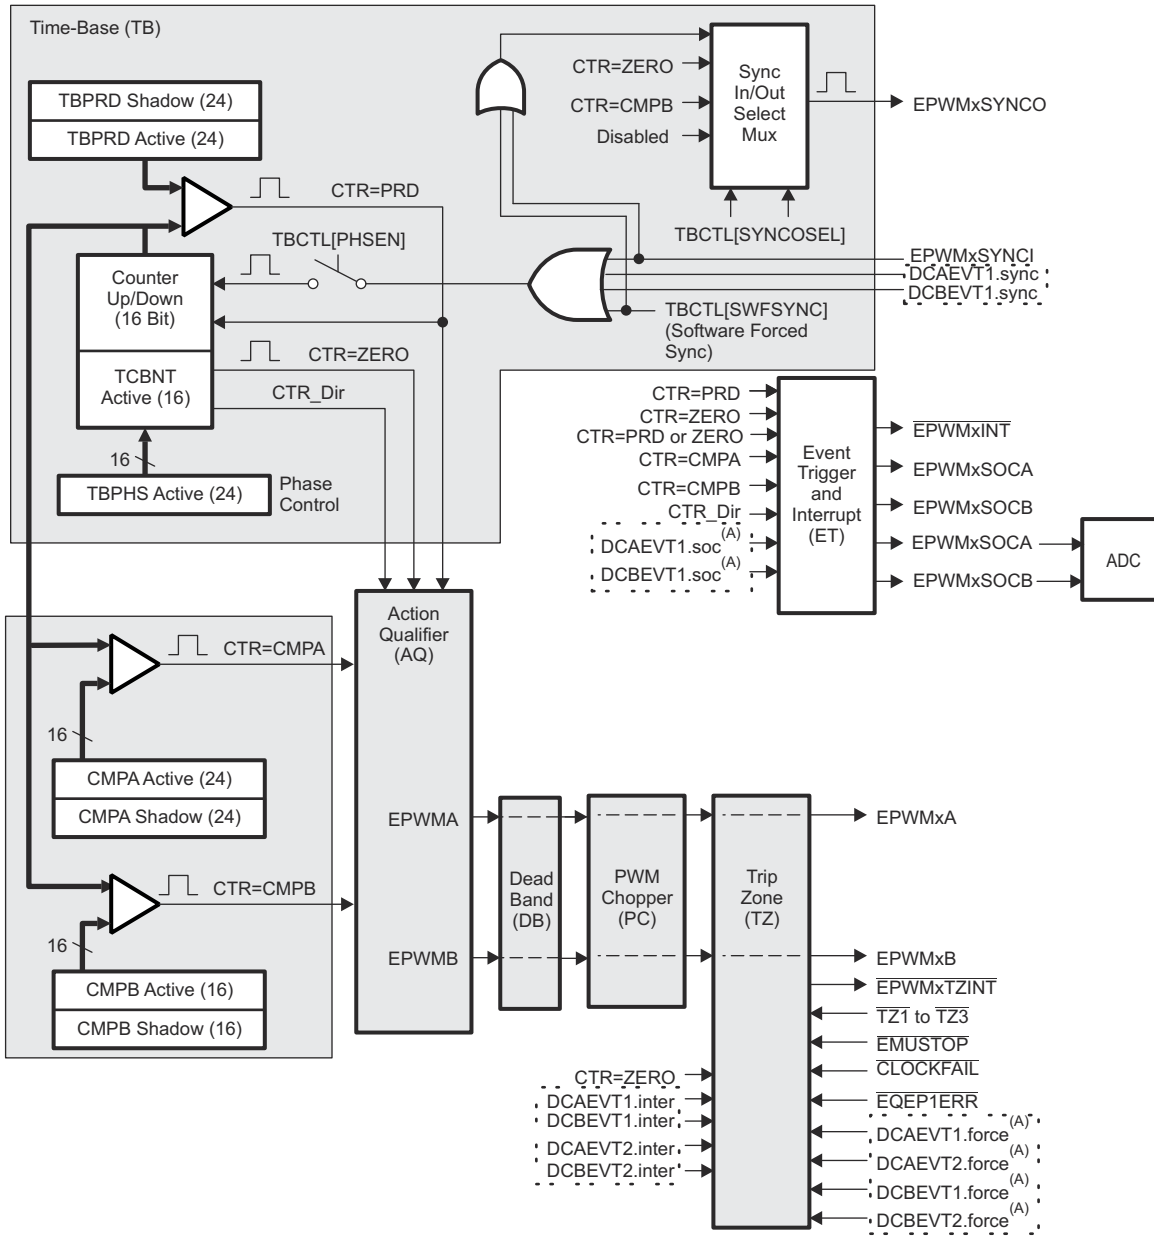 Time-Base (TB)
TBPRD Shadow (24)
TBPRD Active (24)
CTR=PRD
TBCTL[PHSEN]
Counter
Up/Down
(16 Bit)
TCBNT
Active (16)
CTR=ZERO
CTR_Dir
16
TBPHS Active (24)
Phase
Control
CTR=ZERO
CTR=CMPB
Disabled
Sync
In/Out
Select
Mux
EPWMxSYNCO
TBCTL[SYNCOSEL]
EPWMxSYNCI
DCAEVT1.sync
DCBEVT1.sync
TBCTL[SWFSYNC]
(Software Forced
Sync)
CTR=PRD
CTR=ZERO
CTR=PRD or ZERO
CTR=CMPA
CTR=CMPB
CTR_Dir
DCAEVT1.soc(A)
DCBEVT1.soc(A)
Event
Trigger
and
Interrupt
(ET)
EPWMxINT
EPWMxSOCA
EPWMxSOCB
EPWMxSOCA
EPWMxSOCB
ADC
Action
Qualifier
(AQ)
CTR=CMPA
16
CMPA Active (24)
CMPA Shadow (24)
CTR=CMPB
16
CMPB Active (16)
CMPB Shadow (16)
EPWMA
EPWMB
Dead
Band
(DB)
PWM
Chopper
(PC)
Trip
Zone
(TZ)
EPWMxA
EPWMxB
EPWMxTZINT
TZ1 to TZ3
EMUSTOP
CLOCKFAIL
EQEP1ERR
DCAEVT1.force(A)
DCAEVT2.force(A)
DCBEVT1.force(A)
DCBEVT2.force(A)
CTR=ZERO
DCAEVT1.inter
DCBEVT1.inter
DCAEVT2.inter
DCBEVT2.inter